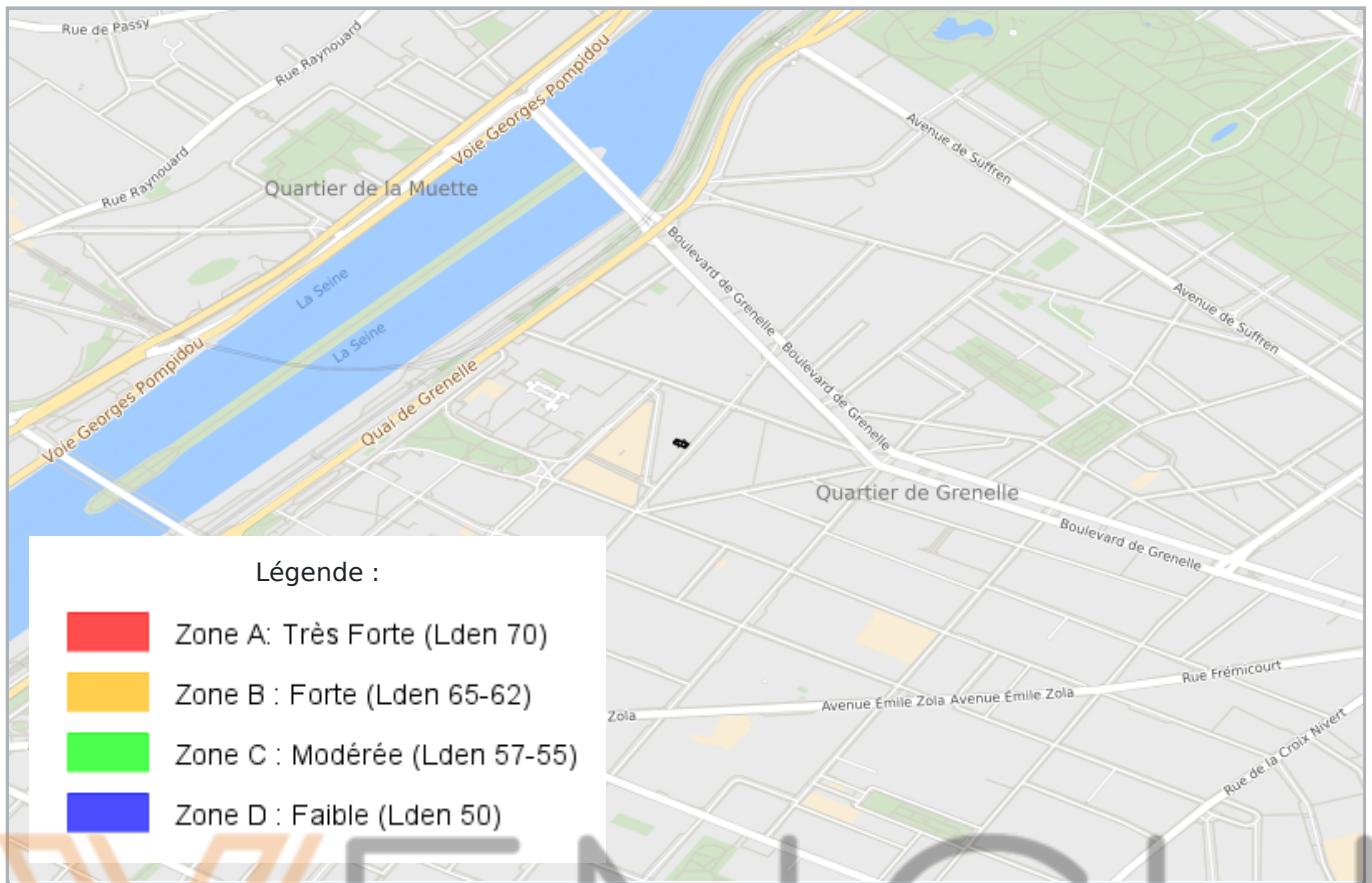 Rue de Passy
Rue Raynouard
Voie Georges Pompidou
Avenue de Suffren
Rue Raynouard
Quartier de la Muette
Boulevard de Grenelle
La Seine
Avenue de Suffren
La Seine
Boulevard de Grenelle
Voie Georges Pompidou
Quai de Grenelle
Quartier de Grenelle
Boulevard de Grenelle
Légende :
Zone A: Très Forte (Lden 70)
Zone B : Forte (Lden 65-62)
Zone C : Modérée (Lden 57-55)
Zone D : Faible (Lden 50)
Rue Frémicourt
Avenue Émile Zola Avenue Émile Zola
Zola
Rue de la Croix Nivert